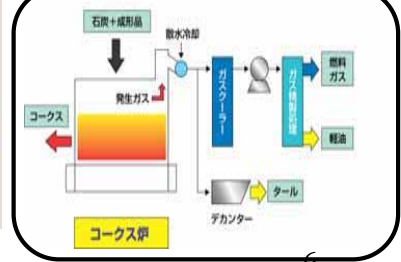 石炭＋成形品
散水冷却
発生ガス
コークス
ガスクーラー
ガス精製処理
燃料
ガス
軽油
タール
デカンター
コークス炉